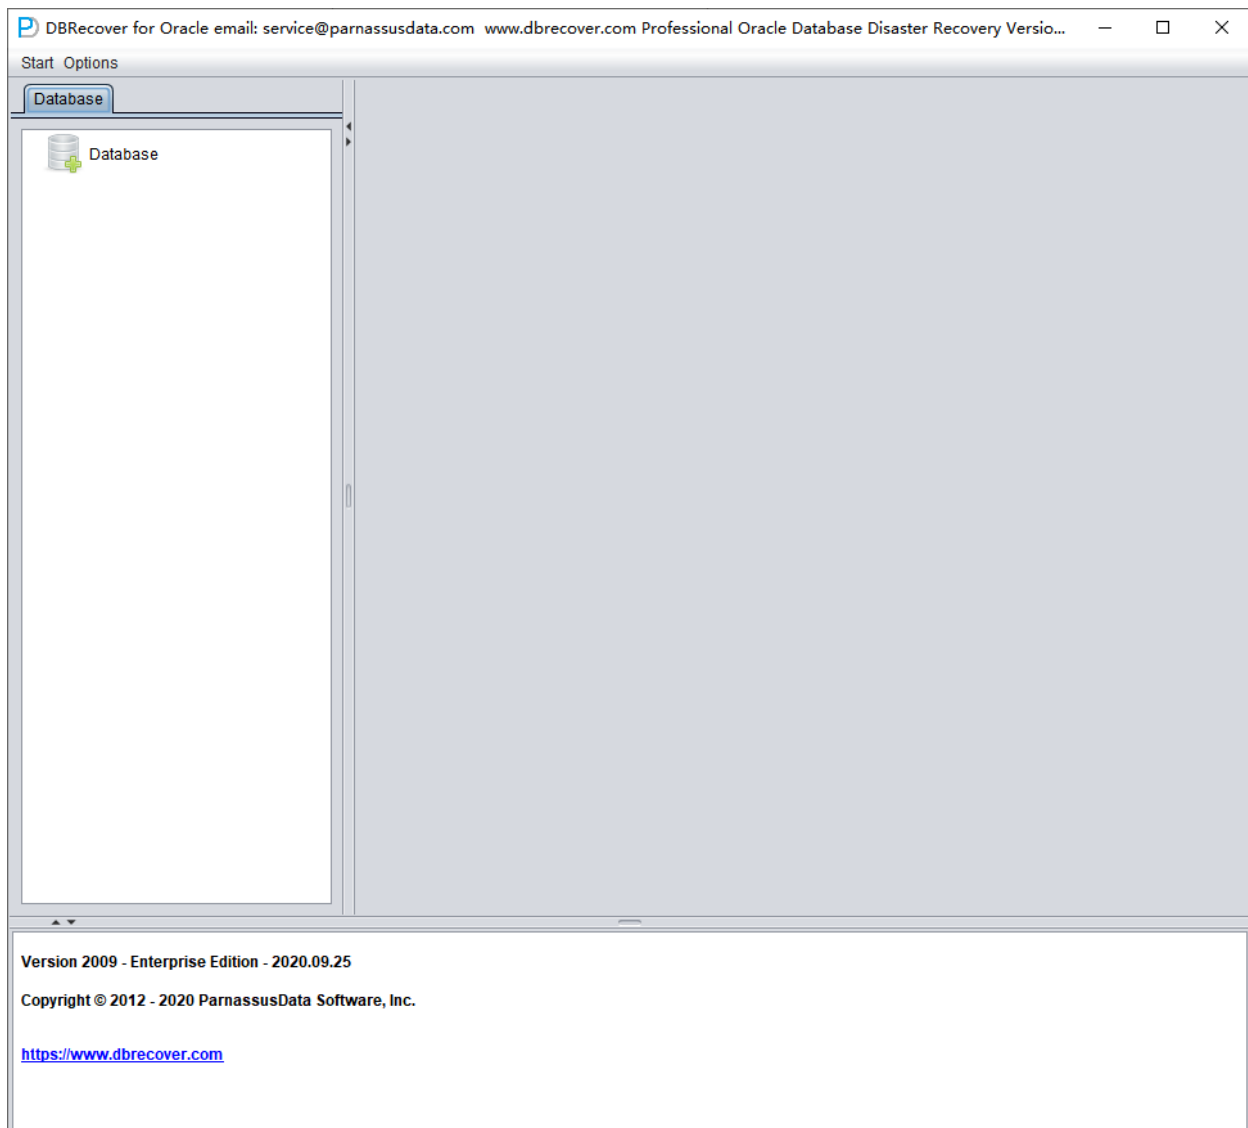 DBRecover for Oracle email: service@parnassusdata.com  www.dbrecover.com Professional Oracle Database Disaster Recovery Versio...
Start Options
Database
Database
Version 2009 - Enterprise Edition - 2020.09.25
Copyright © 2012 - 2020 ParnassusData Software, Inc.
https://www.dbrecover.com